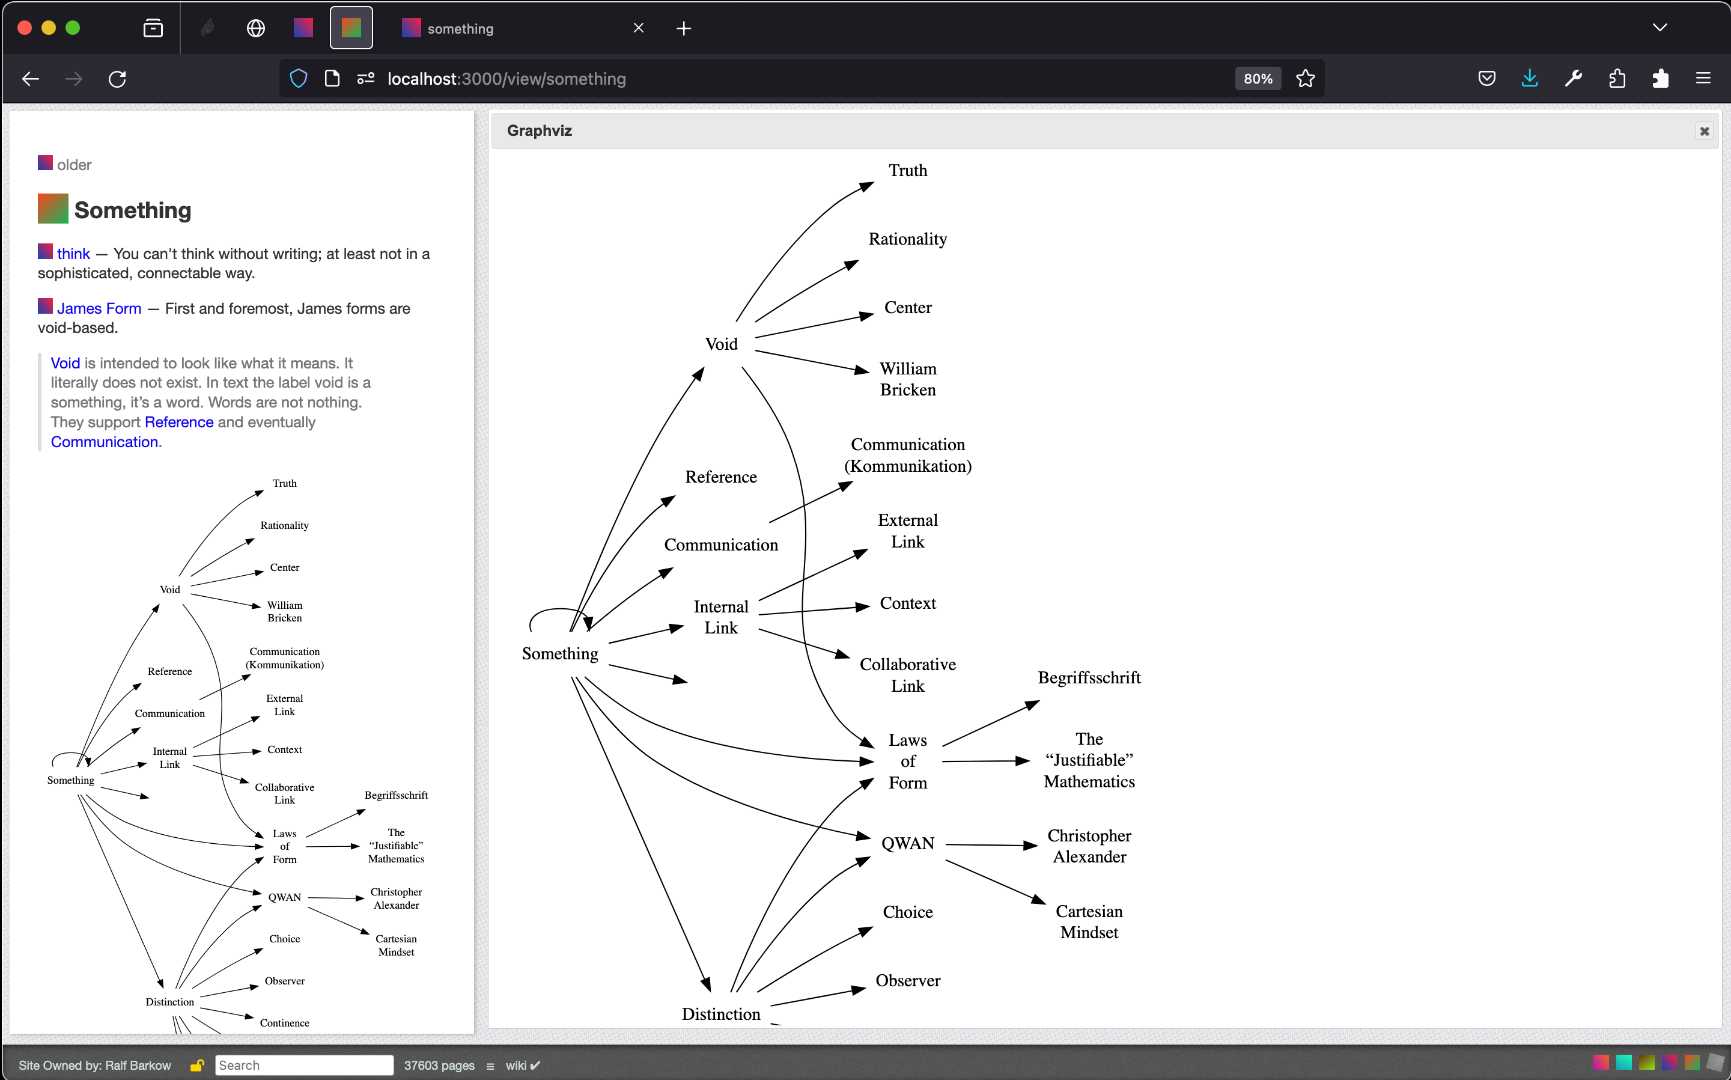 something
localhost:3000/view/something
80%
older
Something
think — You can't think without writing; at least not in a
sophisticated, connectable way.
James Form — First and foremost, James forms are
void-based.
Void is intended to look like what it means. It
literally does not exist. In text the label void is a
something, it's a word. Words are not nothing.
They support Reference and eventually
Communication.
Truth
Rationality
Center
Void
William
Bricken
Communication
(Kommunikation)
Reference
External
Link
Communication
Internal
Link
Context
Something
Collaborative
Link
Begriffsschrift
Laws
of
Form
The
“Justifiable”
Mathematics
QWAN
Christopher
Alexander
Choice
Cartesian
Mindset
Observer
Distinction
Continence
Graphviz
Truth
Rationality
Center
Void
William
Bricken
Communication
(Kommunikation)
Reference
External
Link
Communication
Internal
Link
Context
Something
Collaborative
Link
Begriffsschrift
Laws
of
Form
The
“Justifiable”
Mathematics
QWAN
Christopher
Alexander
Choice
Cartesian
Mindset
Observer
Distinction
Site Owned by: Ralf Barkow
Search
37603 pages
wiki ✔